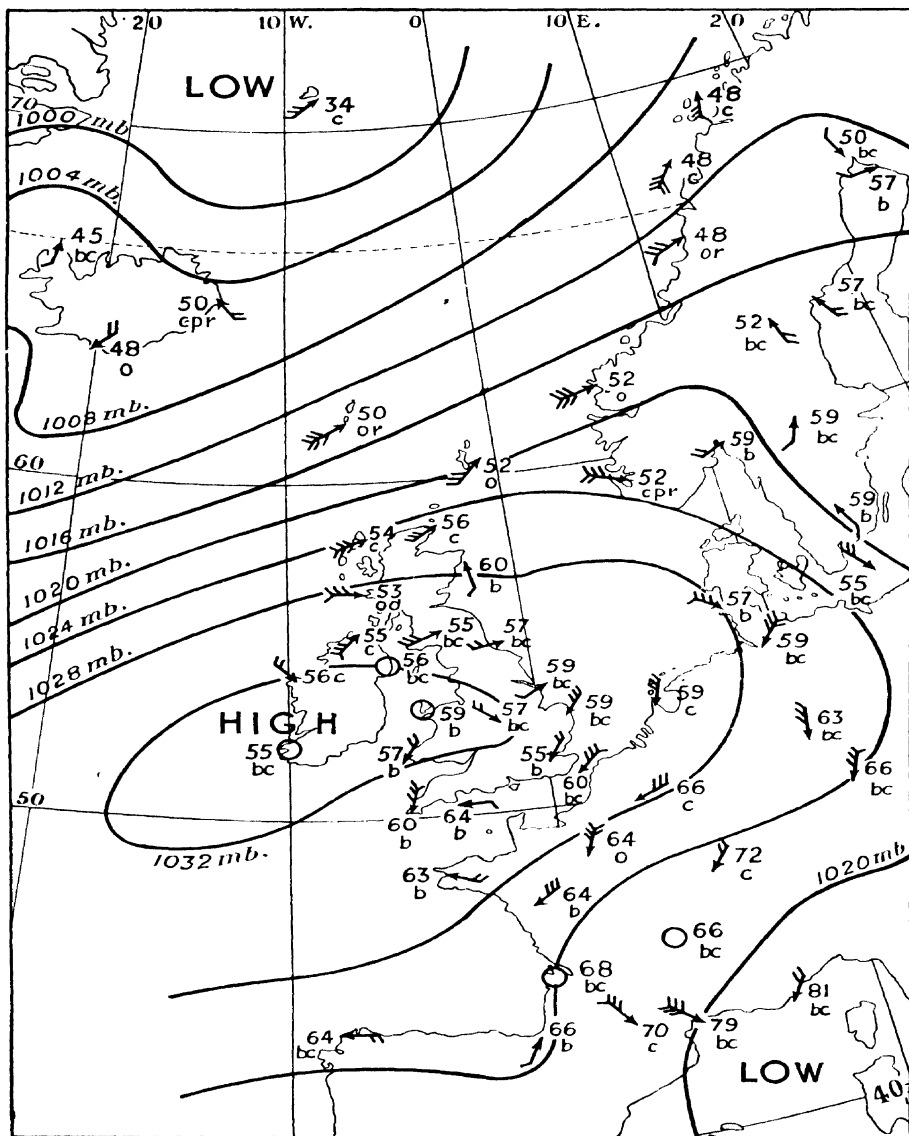 20
10 W.
0
10 E.
20
LOW
70
1000 mb
34
c
48
c
50
bc
48
c
57
b
1004 mb.
45
bc
48
or
50
cpr
57
bc
52
bc
48
o
52
o
1008 mb.
50
or
59
bc
59
b
60
52
o
52
cpr
1012 mb.
59
b
1016 mb.
54
c
56
c
60
b
55
bc
1020 mb.
53
od
57
b
1024 mb.
55
c
55
bc
57
bc
59
bc
1028 mb.
56 c
56
bc
59
bc
59
bc
59
c
HIGH
59
b
57
bc
63
bc
55
bc
57
b
55
b
60
bc
66
c
66
bc
50
60
b
64
b
64
o
72
c
1032 mb.
1020 mb
63
b
64
b
66
bc
68
bc
81
bc
64
bc
66
b
70
c
79
bc
LOW
40